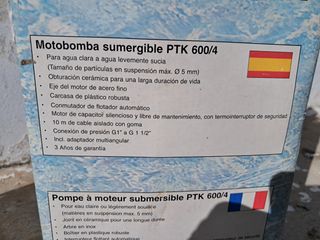 Motobomba sumergible PTK 600/4
• Para agua clara a agua levemente sucia
(Tamaño de partículas en suspensión max. Ø 5 mm)
• Obturación cerámica para una larga duración de vida
• Eje del motor de acero fino
• Carcasa de plástico robusta
• Conmutador de flotador automático
• Motor de capacitor silencioso y libre de mantenimiento, con termointerruptor de seguridad
• 10 m de cable aislado con goma
• Conexión de presión G1" a G 1 1/2"
• Incl. adaptador multiangular
• 3 Años de garantía
Pompe à moteur submersible PTK 600/4
• Pour eau claire ou légèrement souillée
(matières en suspension max. 5 mm)
• Joint en céramique pour une longue durée
• Arbre en inox
• Boîtier en plastique robuste
• Interrupteur flottant automatique